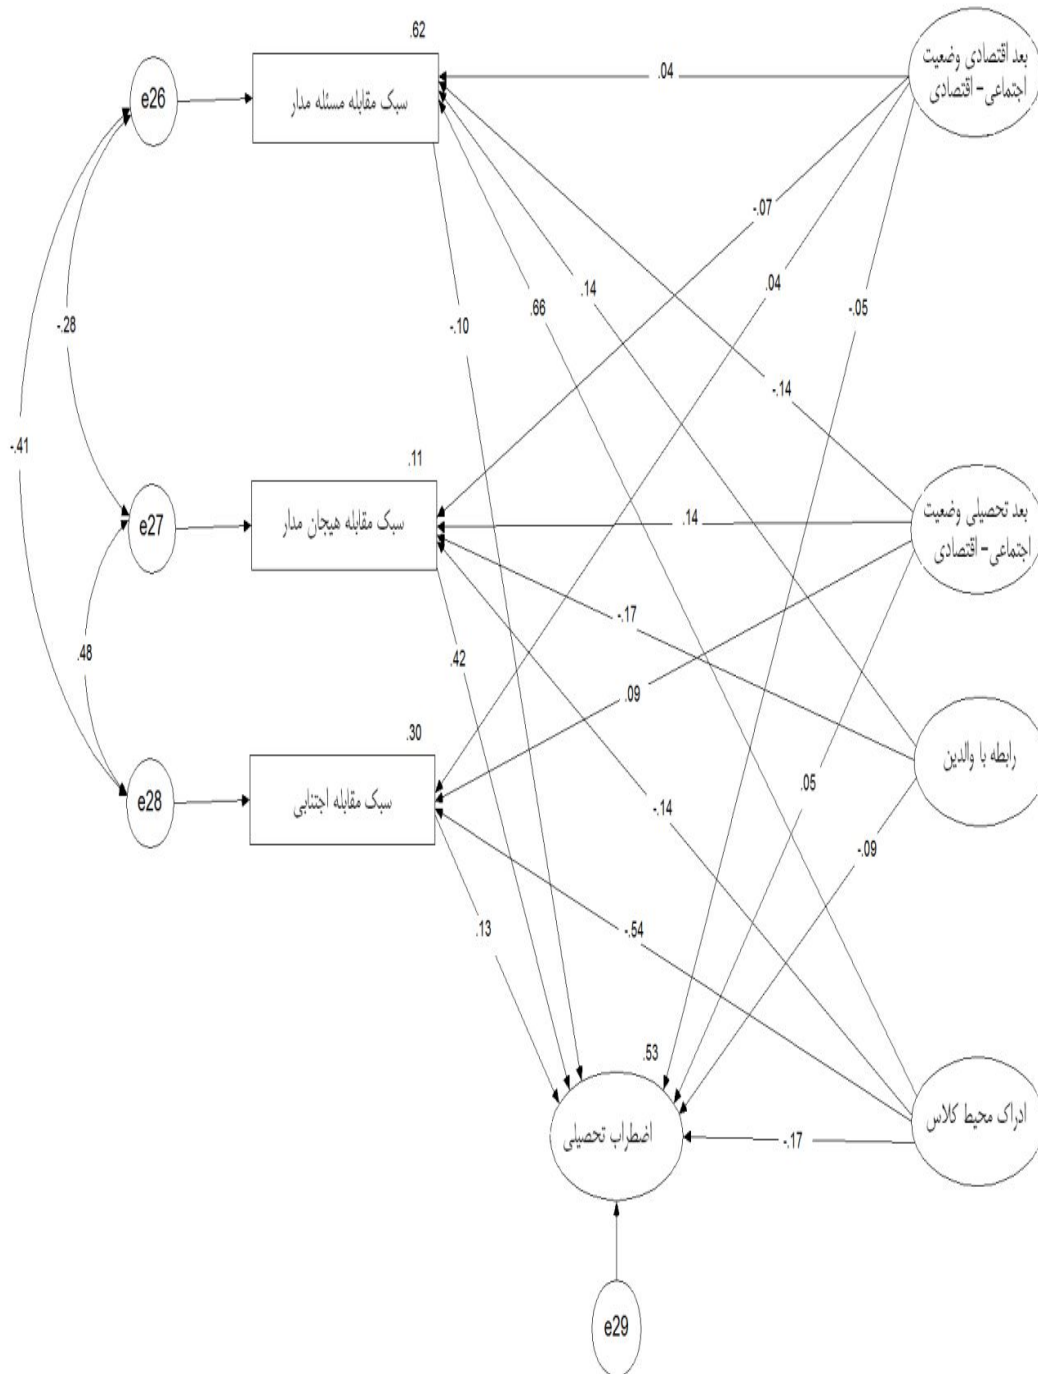 .62
بعد اقتصادی وضعیت
اجتماعی- اقتصادی
.04
e26
سبک مقابله مسئله مدار
-.07
.04
.14
.66
-.05
-.10
-.28
-.14
-.41
.11
e27
سبک مقابله هیجان مدار
.14
بعد تحصیلی وضعیت
اجتماعی- اقتصادی
-.17
.48
.42
.09
.30
رابطه با والدین
e28
سبک مقابله اجتنابی
.05
-.14
-.09
.13
-.54
.53
ادراک محیط کلاس
اضطراب تحصیلی
-.17
e29